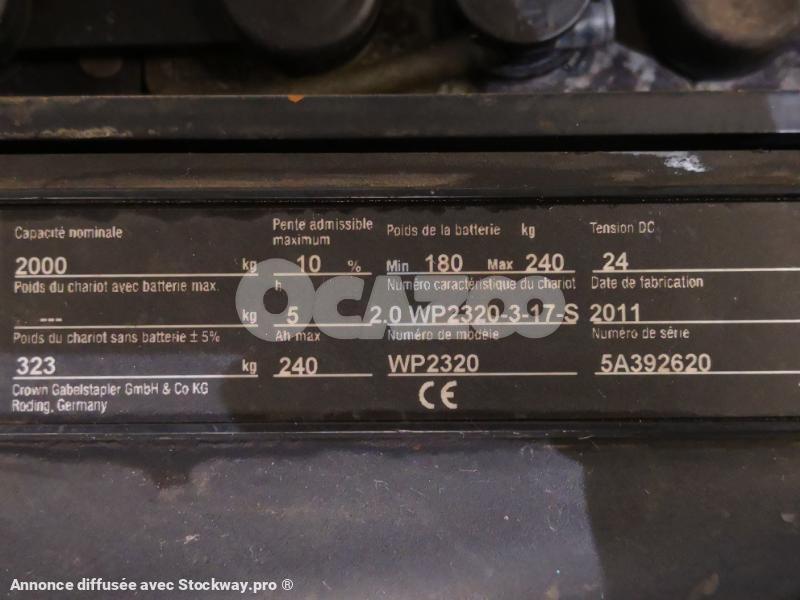 Capacité nominale
Pente admissible
maximum
Poids de la batterie kg
Tension DC
2000 kg
10 %
Min 180 Max 240
24
Poids du chariot avec batterie max.
h
Numéro caractéristique du chariot
Date de fabrication
--- kg
5
2.0 WP2320-3-17-S
2011
Poids du chariot sans batterie ± 5%
Ah max
Numéro de modèle
Numéro de série
323 kg
240
WP2320
5A392620
Crown Gabelstapler GmbH & Co KG
Roding, Germany
CE
OCAZOO
Annonce diffusée avec Stockway.pro ®